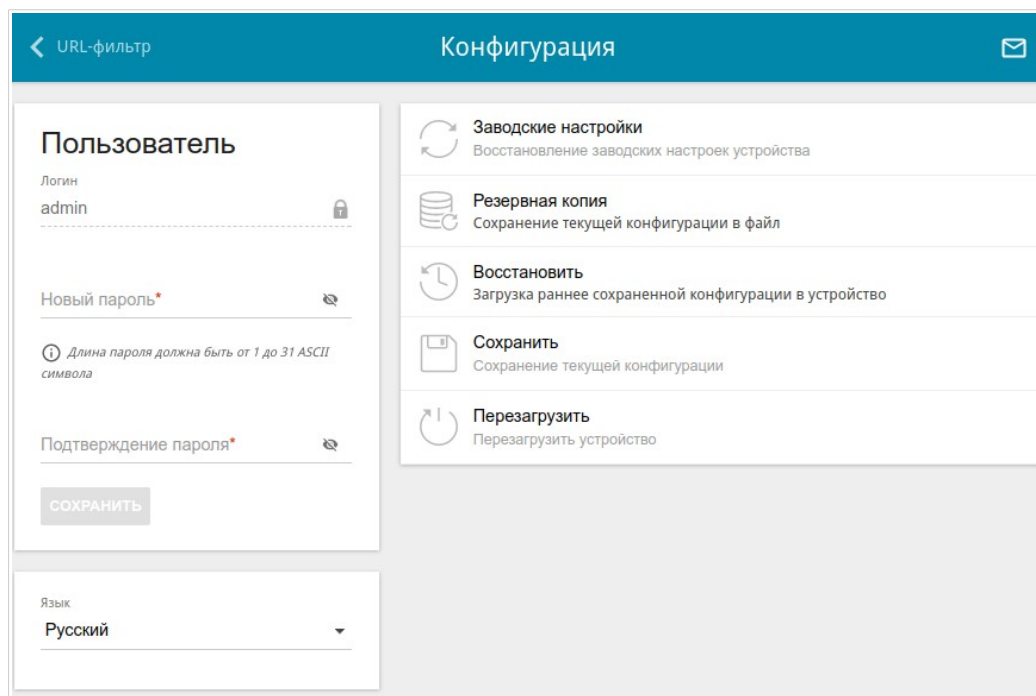 URL-фильтр
Конфигурация
Пользователь
Логин
admin
Новый пароль*
Длина пароля должна быть от 1 до 31 ASCII
символа
Подтверждение пароля*
СОХРАНИТЬ
Язык
Русский
Заводские настройки
Восстановление заводских настроек устройства
Резервная копия
Сохранение текущей конфигурации в файл
Восстановить
Загрузка раннее сохраненной конфигурации в устройство
Сохранить
Сохранение текущей конфигурации
Перезагрузить
Перезагрузить устройство